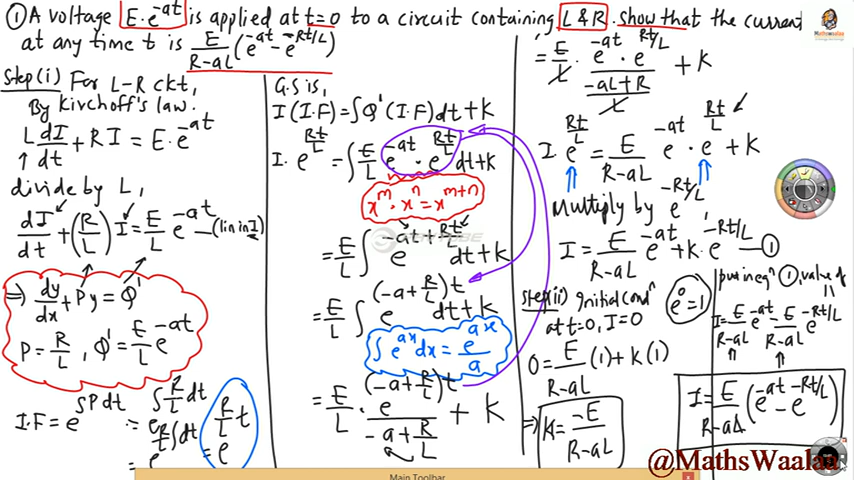 ① A voltage E·e^-at is applied at t=0 to a circuit containing L & R. show that the current
at any time t is E/(R-aL) (e^-at - e^-Rt/L)
Step(i) For L-R ckt,
By Kirchoff's law.
L dI/dt + RI = E·e^-at
divide by L,
dI/dt + (R/L) I = E/L e^-at — (lin in I)
⇒ dy/dx + Py = Q'
P = R/L, Q' = E/L e^-at
I.F = e^∫P dt = e^∫R/L dt
= e^R/L ∫dt = e^R/L t
G.S is,
I (I.F) = ∫Q' (I.F) dt + K
I·e^Rt/L = ∫ E/L e^-at · e^Rt/L dt + K
x^m · x^n = x^m+n
= E/L ∫ e^-at+Rt/L dt + K
= E/L ∫ e^(-a+R/L)t dt + K
∫ e^ax dx = e^ax/a
= E/L · e^(-a+R/L)t / (-a+R/L) + K
= E/L · e^-at · e^Rt/L / ((-aL+R)/L) + K
I·e^Rt/L = E/(R-aL) e^-at · e^Rt/L + K
Multiply by e^-Rt/L,
I = E/(R-aL) e^-at + K·e^-Rt/L — ①
Step(ii) Initial cond^n
at t=0, I=0
e^0 = 1
0 = E/(R-aL) (1) + K (1)
⇒ K = -E/(R-aL)
put in eq^n ①, value of
I = E/(R-aL) e^-at - E/(R-aL) e^-Rt/L
I = E/(R-aL) (e^-at - e^-Rt/L)
MathsWaalaa
@MathsWaalaa
Main Toolbar